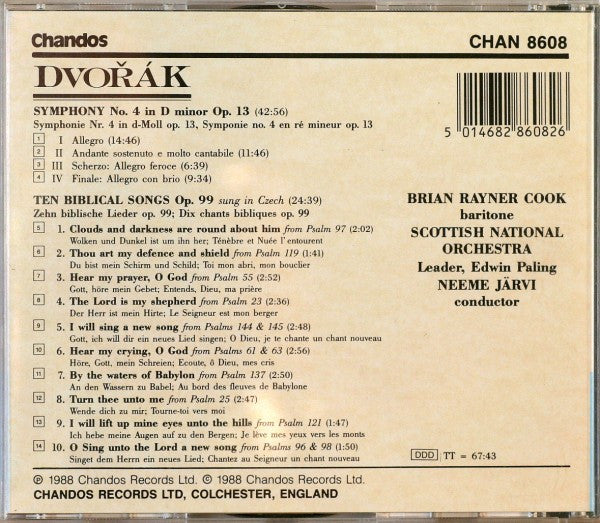 Chandos
CHAN 8608
DVOŘÁK
SYMPHONY No. 4 in D minor Op. 13 (42:56)
Symphonie Nr. 4 in d-Moll op. 13, Symponie no. 4 en ré mineur op. 13
1 I Allegro (14:46)
2 II Andante sostenuto e molto cantabile (11:46)
3 III Scherzo: Allegro feroce (6:39)
4 IV Finale: Allegro con brio (9:34)
5 014682 860826
TEN BIBLICAL SONGS Op. 99 sung in Czech (24:39)
Zehn biblische Lieder op. 99; Dix chants bibliques op. 99
5 1. Clouds and darkness are round about him from Psalm 97 (2:02)
Wolken und Dunkel ist um ihn her; Ténèbre et Nuée l'entourent
6 2. Thou art my defence and shield from Psalm 119 (1:41)
Du bist mein Schirm und Schild; Toi mon abri, mon bouclier
7 3. Hear my prayer, O God from Psalm 55 (2:52)
Gott, höre mein Gebet; Entends, Dieu, ma prière
8 4. The Lord is my shepherd from Psalm 23 (2:36)
Der Herr ist mein Hirte; Le Seigneur est mon berger
9 5. I will sing a new song from Psalms 144 & 145 (2:48)
Gott, ich will dir ein neues Lied singen; O Dieu, je te chante un chant nouveau
10 6. Hear my crying, O God from Psalms 61 & 63 (2:56)
Höre, Gott, mein Schreien; Ecoute, ô Dieu, mes cris
11 7. By the waters of Babylon from Psalm 137 (2:50)
An den Wassern zu Babel; Au bord des fleuves de Babylone
12 8. Turn thee unto me from Psalm 25 (2:47)
Wende dich zu mir; Tourne-toi vers moi
13 9. I will lift up mine eyes unto the hills from Psalm 121 (1:47)
Ich hebe meine Augen auf zu den Bergen; Je lève mes yeux vers les monts
14 10. O Sing unto the Lord a new song from Psalms 96 & 98 (1:50)
Singet dem Herrn ein neues Lied; Chantez au Seigneur un chant nouveau
BRIAN RAYNER COOK
baritone
SCOTTISH NATIONAL
ORCHESTRA
Leader, Edwin Paling
NEEME JÄRVI
conductor
DDD TT = 67:43
℗ 1988 Chandos Records Ltd. © 1988 Chandos Records Ltd.
CHANDOS RECORDS LTD, COLCHESTER, ENGLAND